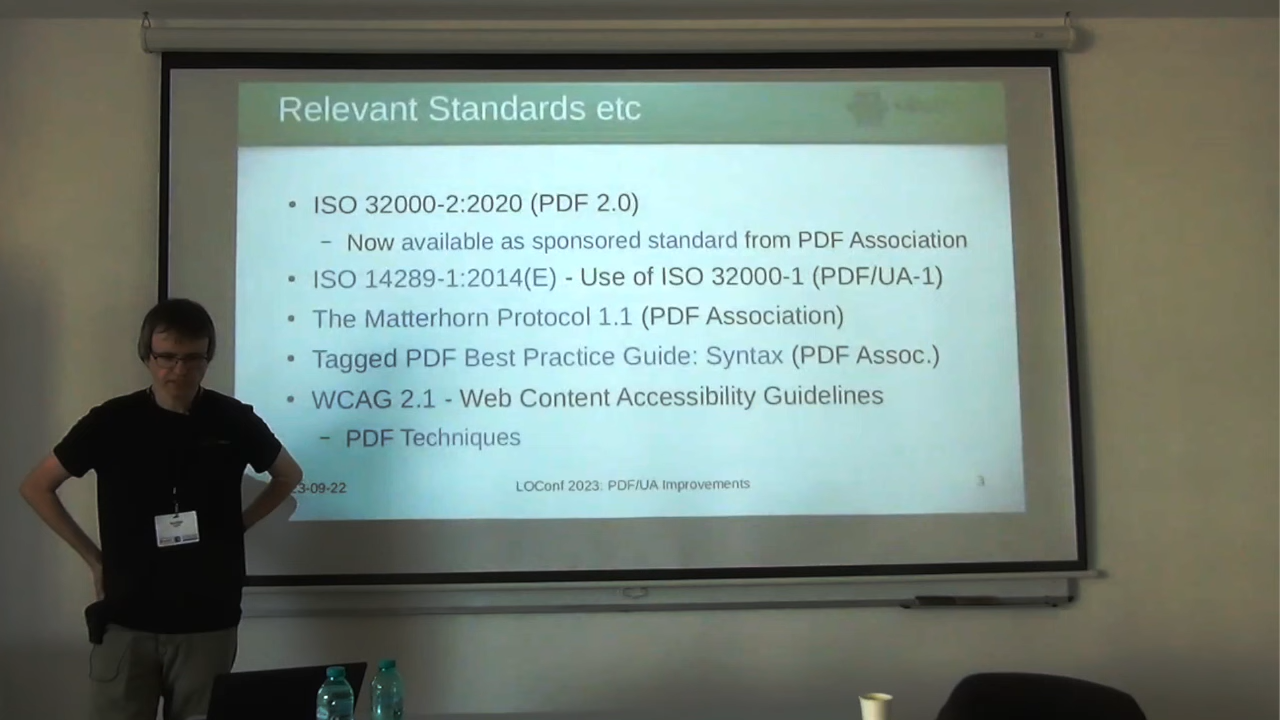 Relevant Standards etc
• ISO 32000-2:2020 (PDF 2.0)
– Now available as sponsored standard from PDF Association
• ISO 14289-1:2014(E) - Use of ISO 32000-1 (PDF/UA-1)
• The Matterhorn Protocol 1.1 (PDF Association)
• Tagged PDF Best Practice Guide: Syntax (PDF Assoc.)
• WCAG 2.1 - Web Content Accessibility Guidelines
– PDF Techniques
3-09-22
LOConf 2023: PDF/UA Improvements
3